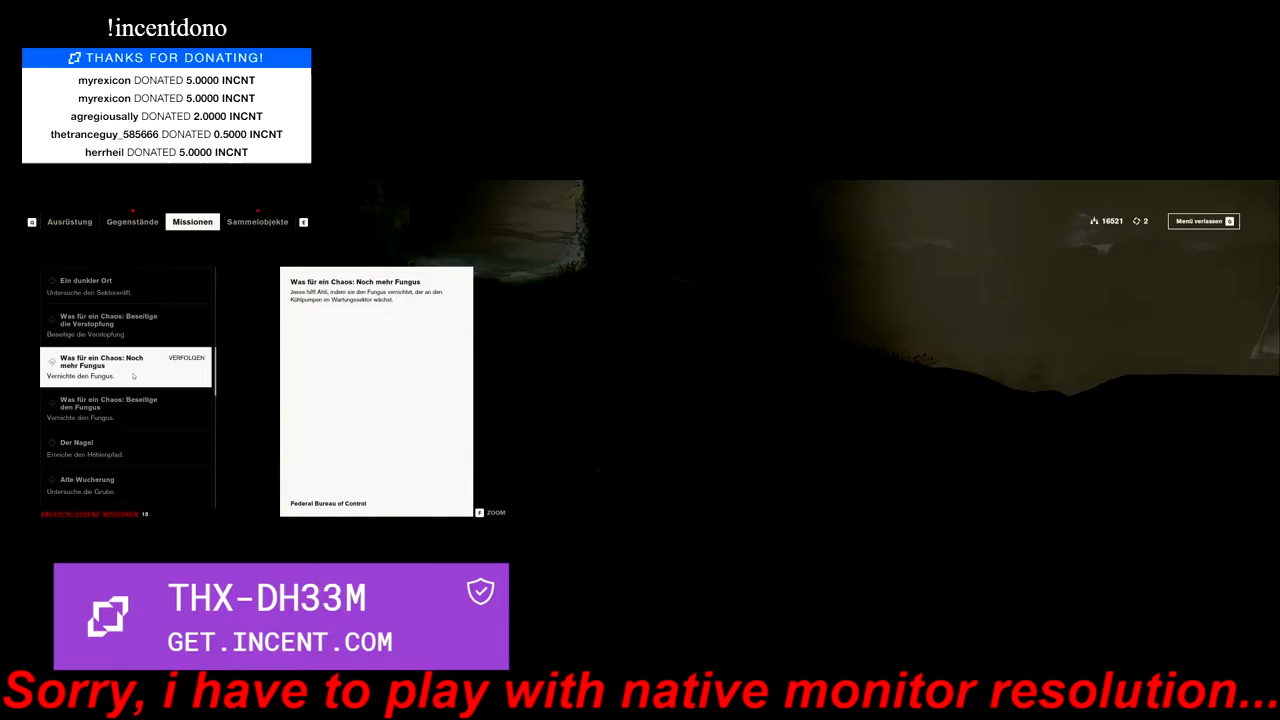 !incentdono
THANKS FOR DONATING!
myrexicon DONATED 5.0000 INCNT
myrexicon DONATED 5.0000 INCNT
agregiousally DONATED 2.0000 INCNT
thetranceguy_585666 DONATED 0.5000 INCNT
herrheil DONATED 5.0000 INCNT
Q Ausrüstung Gegenstände Missionen Sammelobjekte E
16521 2 Menü verlassen
Ein dunkler Ort
Untersuche den Sektorenlift.
Was für ein Chaos: Beseitige
die Verstopfung
Beseitige die Verstopfung
Was für ein Chaos: Noch
mehr Fungus
VERFOLGEN
Vernichte den Fungus.
Was für ein Chaos: Beseitige
den Fungus
Vernichte den Fungus.
Der Nagel
Erreiche den Höhlenpfad.
Alte Wucherung
Untersuche die Grube.
ABGESCHLOSSENE MISSIONEN 15
Was für ein Chaos: Noch mehr Fungus
Jesse hilft Ahti, indem sie den Fungus vernichtet, der an den
Kühlpumpen im Wartungssektor wächst.
Federal Bureau of Control
F ZOOM
THX-DH33M
GET.INCENT.COM
Sorry, i have to play with native monitor resolution...